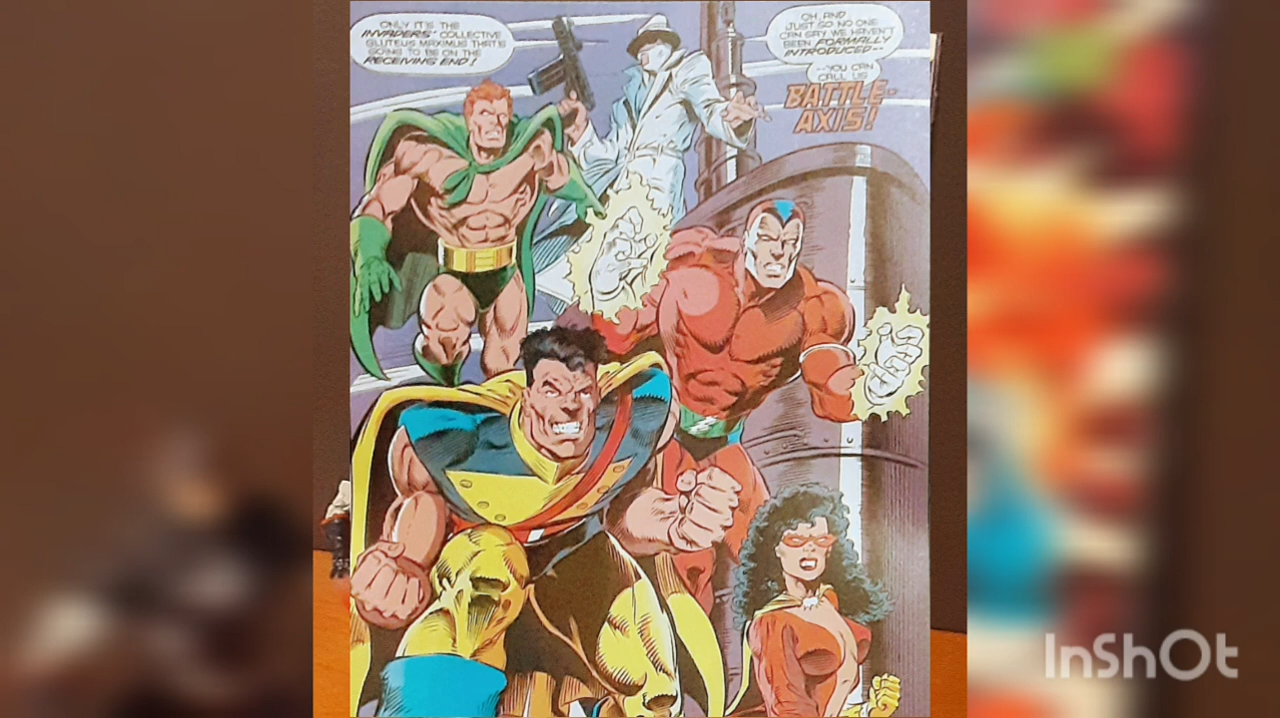 ONLY IT'S THE
INVADERS' COLLECTIVE
GLUTEUS MAXIMUS THAT'S
GOING TO BE ON THE
RECEIVING END!
OH, AND
JUST SO NO ONE
CAN SAY WE HAVEN'T
BEEN FORMALLY
INTRODUCED--
--YOU CAN
CALL US
BATTLE-
AXIS!
InShOt